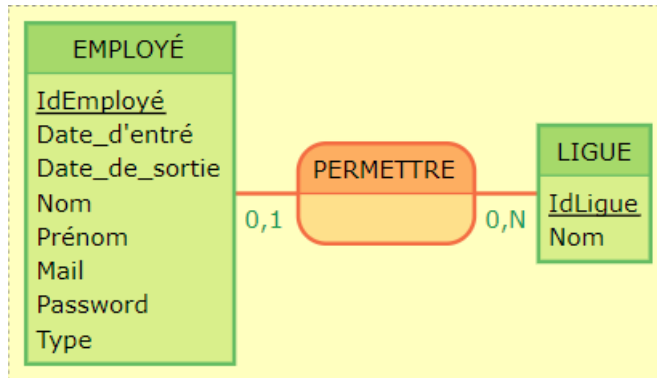 EMPLOYÉ
IdEmployé
Date_d'entré
Date_de_sortie
Nom
Prénom
Mail
Password
Type
0,1
PERMETTRE
0,N
LIGUE
IdLigue
Nom